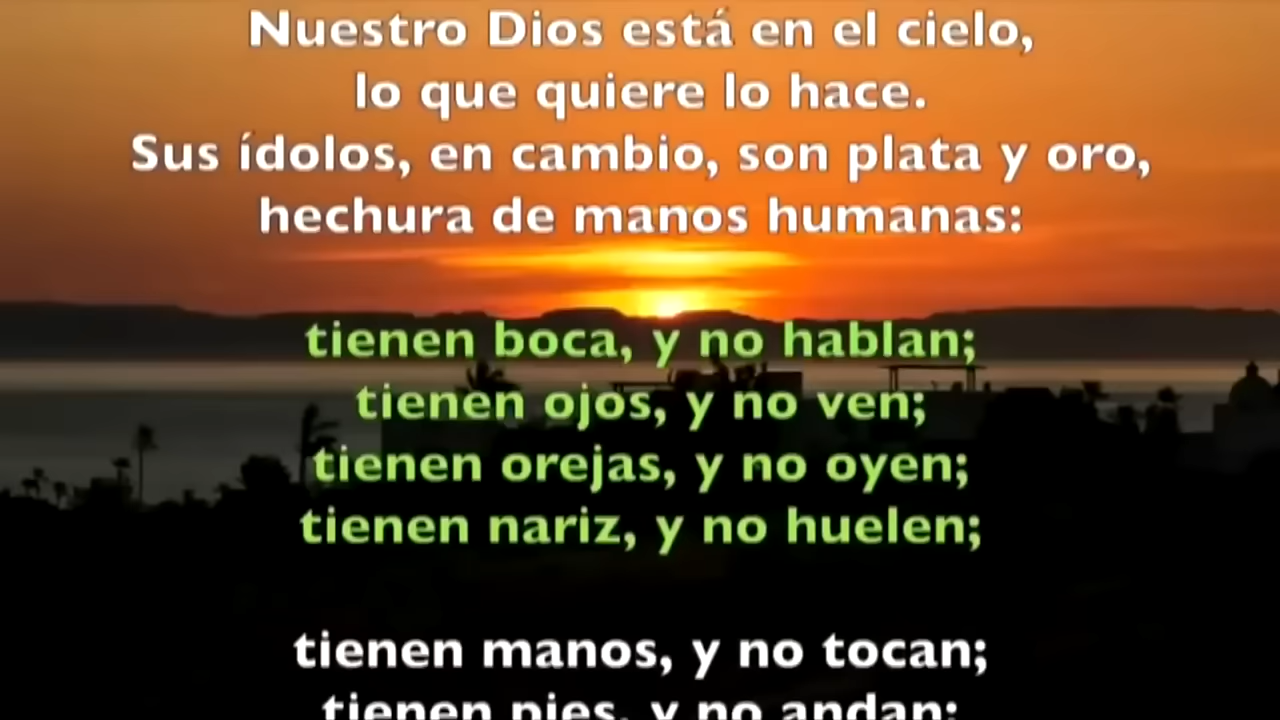 Nuestro Dios está en el cielo,
lo que quiere lo hace.
Sus ídolos, en cambio, son plata y oro,
hechura de manos humanas:
tienen boca, y no hablan;
tienen ojos, y no ven;
tienen orejas, y no oyen;
tienen nariz, y no huelen;
tienen manos, y no tocan;
tienen pies, y no andan;